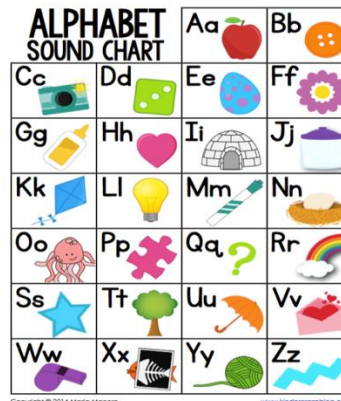 ALPHABET
SOUND CHART
Aa Bb
Cc Dd Ee Ff
Gg Hh Ii Jj
Kk Ll Mm Nn
Oo Pp Qq Rr
Ss Tt Uu Vv
Ww Xx Yy Zz